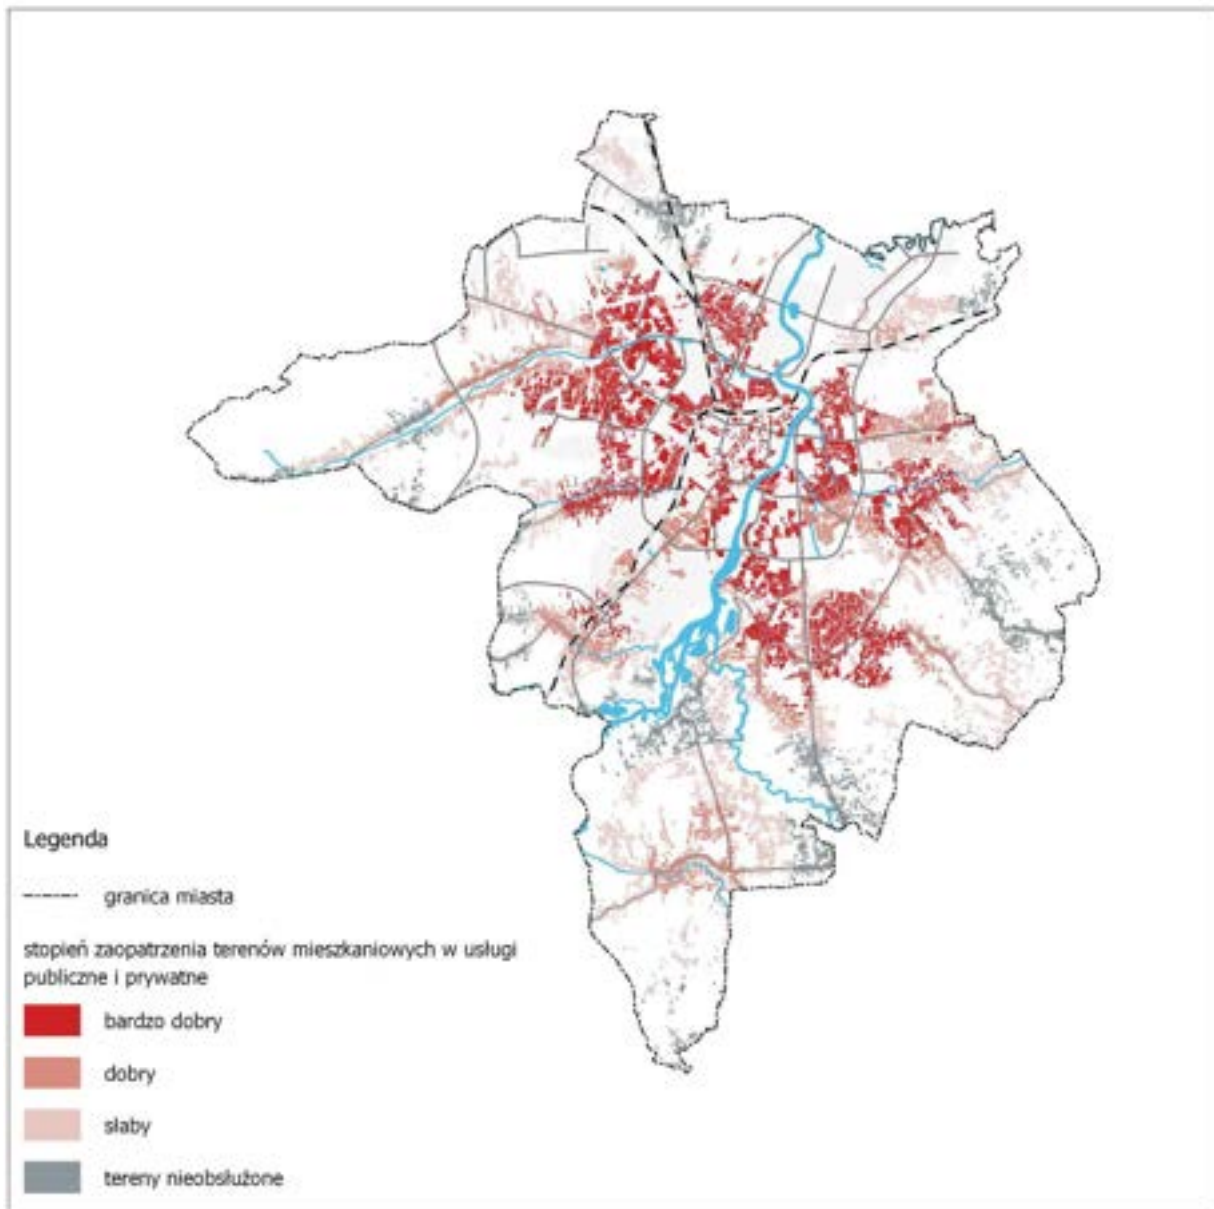 Legenda
granica miasta
stopień zaopatrzenia terenów mieszkaniowych w usługi
publiczne i prywatne
bardzo dobry
dobry
słaby
tereny nieobsłużone